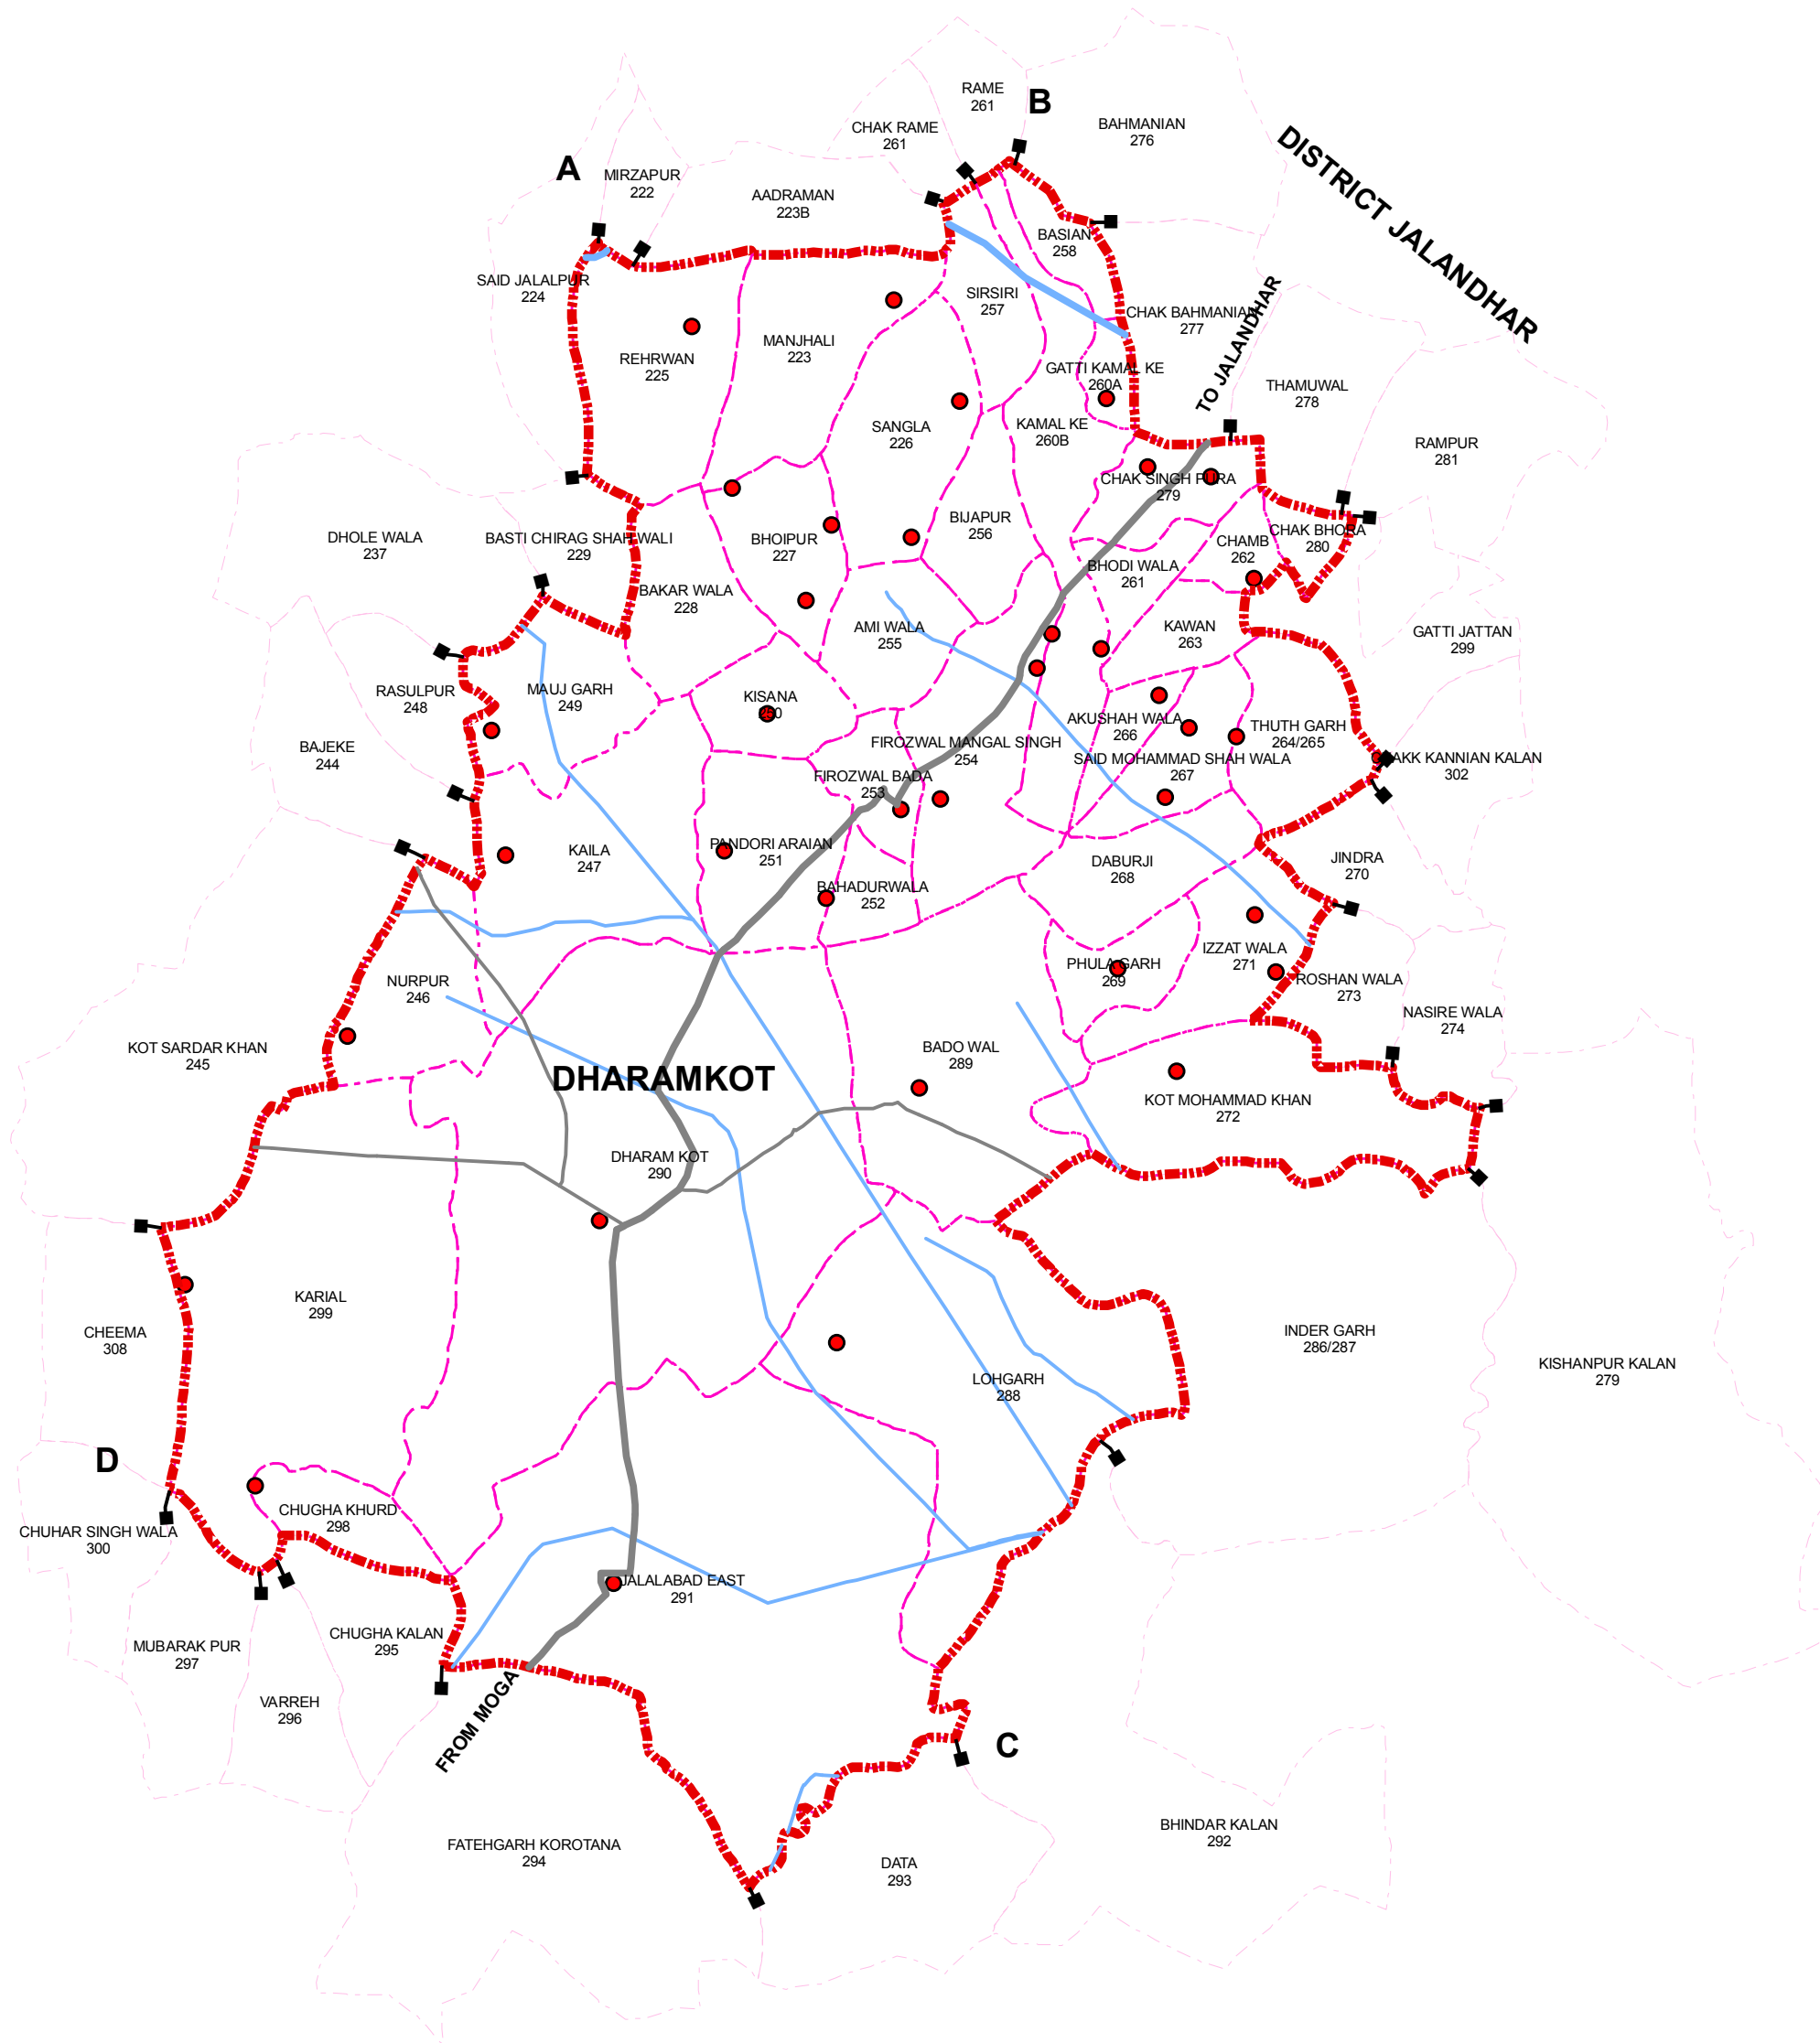 RAME
261
B
BAHMANIAN
276
CHAK RAME
261
DISTRICT JALANDHAR
A
MIRZAPUR
222
AADRAMAN
223B
BASIAN
258
SAID JALALPUR
224
SIRSIRI
257
CHAK BAHMANIAN
277
TO JALANDHAR
REHRWAN
225
MANJHALI
223
GATTI KAMAL KE
260A
THAMUWAL
278
SANGLA
226
KAMAL KE
260B
RAMPUR
281
CHAK SINGH PURA
279
DHOLE WALA
237
BASTI CHIRAG SHAH WALI
229
BHOIPUR
227
BIJAPUR
256
CHAMB
262
CHAK BHORA
280
BHODI WALA
261
BAKAR WALA
228
AMI WALA
255
KAWAN
263
GATTI JATTAN
299
RASULPUR
248
MAUJ GARH
249
KISANA
250
AKUSHAH WALA
266
THUTH GARH
264/265
BAJEKE
244
FIROZWAL MANGAL SINGH
254
SAID MOHAMMAD SHAH WALA
267
AKK KANNIAN KALAN
302
FIROZWAL BADA
253
KAILA
247
PANDORI ARAIAN
251
DABURJI
268
JINDRA
270
BAHADURWALA
252
NURPUR
246
PHULA GARH
269
IZZAT WALA
271
ROSHAN WALA
273
NASIRE WALA
274
KOT SARDAR KHAN
245
BADO WAL
289
DHARAMKOT
KOT MOHAMMAD KHAN
272
DHARAM KOT
290
KARIAL
299
CHEEMA
308
INDER GARH
286/287
LOHGARH
288
KISHANPUR KALAN
279
D
CHUGHA KHURD
298
CHUHAR SINGH WALA
300
JALALABAD EAST
291
CHUGHA KALAN
295
MUBARAK PUR
297
VARREH
296
FROM MOGA
C
FATEHGARH KOROTANA
294
DATA
293
BHINDAR KALAN
292